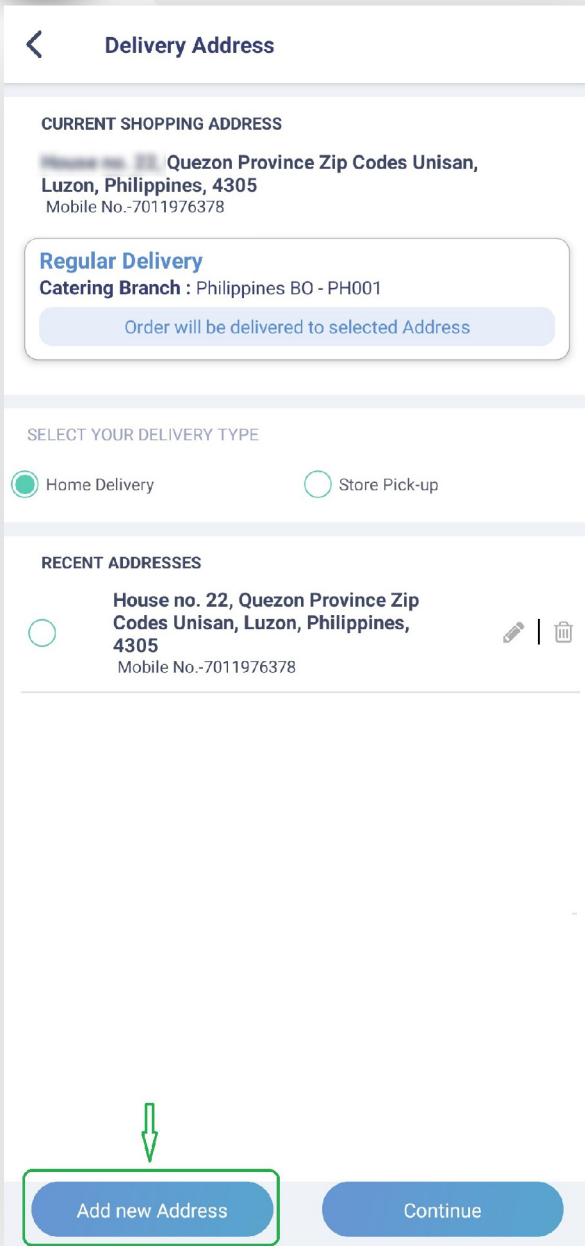 Delivery Address
CURRENT SHOPPING ADDRESS
Quezon Province Zip Codes Unisan,
Luzon, Philippines, 4305
Mobile No.-7011976378
Regular Delivery
Catering Branch : Philippines BO - PH001
Order will be delivered to selected Address
SELECT YOUR DELIVERY TYPE
Home Delivery
Store Pick-up
RECENT ADDRESSES
House no. 22, Quezon Province Zip
Codes Unisan, Luzon, Philippines,
4305
Mobile No.-7011976378
Add new Address
Continue